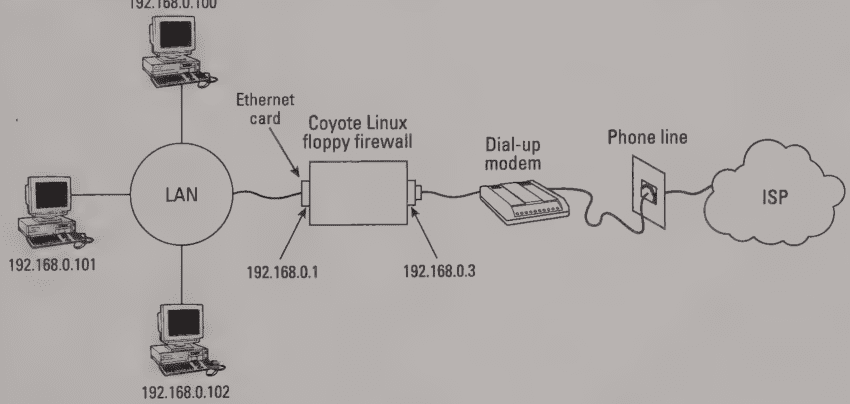 192.168.0.100
Ethernet
card
Coyote Linux
floppy firewall
Dial-up
modem
Phone line
LAN
ISP
192.168.0.101
192.168.0.1
192.168.0.3
192.168.0.102